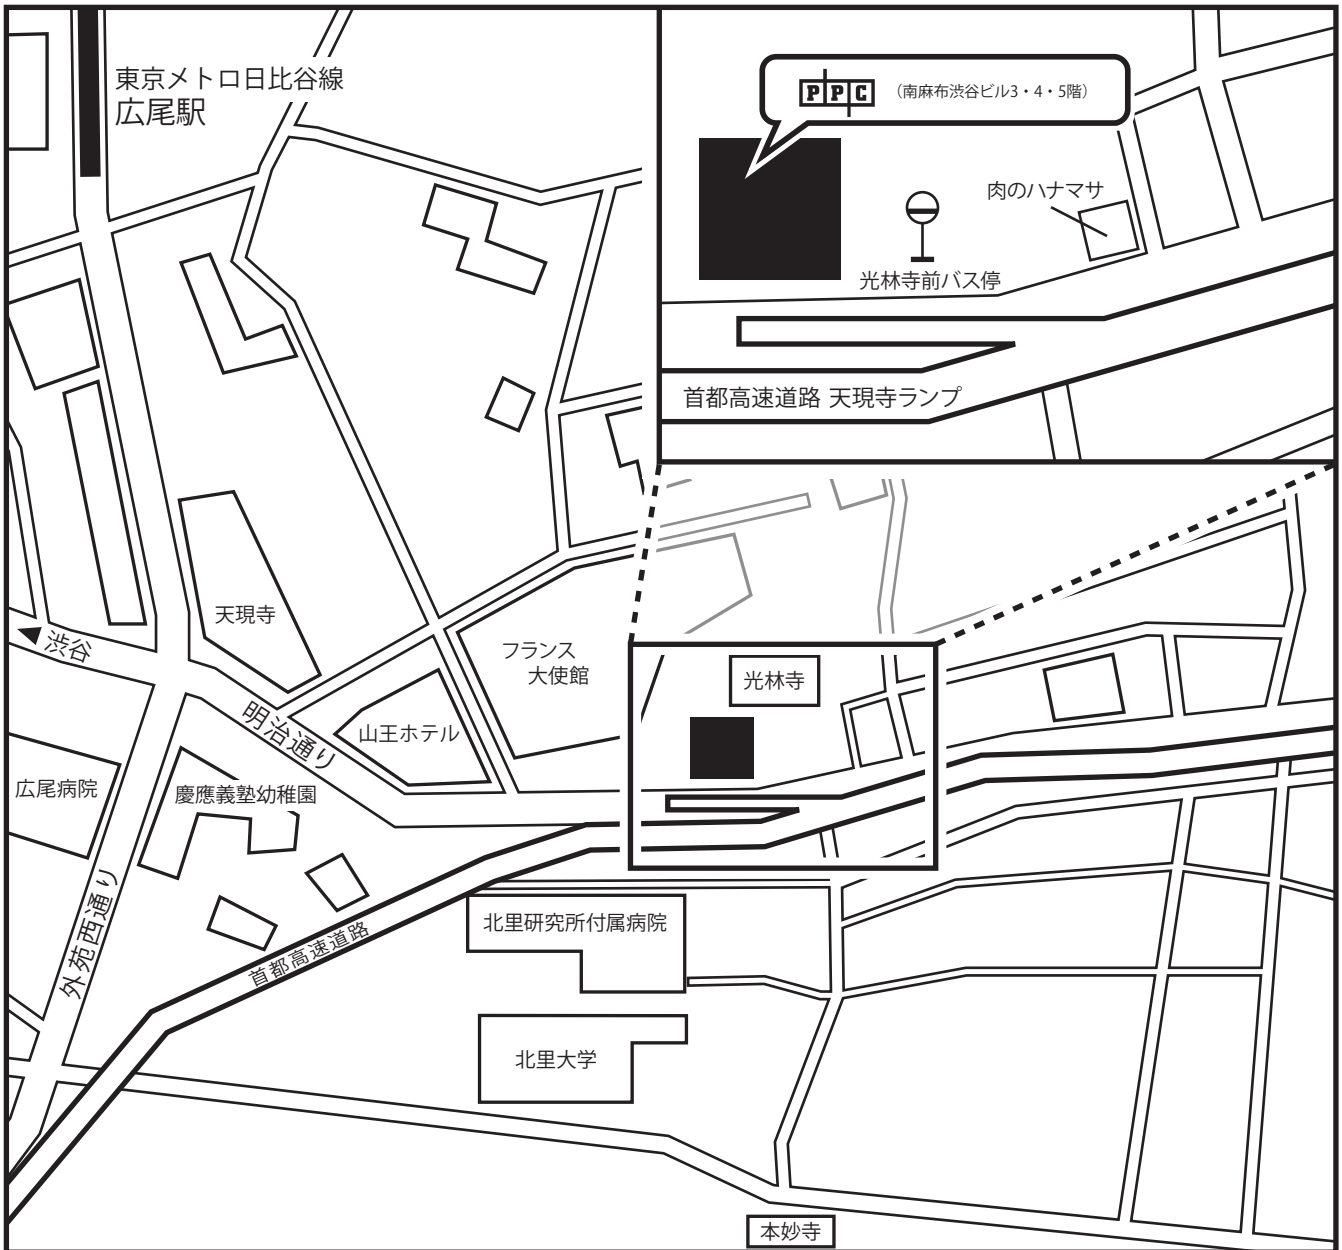 東京メトロ日比谷線
広尾駅
PPC (南麻布渋谷ビル3・4・5階)
肉のハナマサ
光林寺前バス停
首都高速道路 天現寺ランプ
天現寺
渋谷
フランス
大使館
光林寺
明治通り
山王ホテル
広尾病院
慶應義塾幼稚園
外苑西通り
首都高速道路
北里研究所付属病院
北里大学
本妙寺